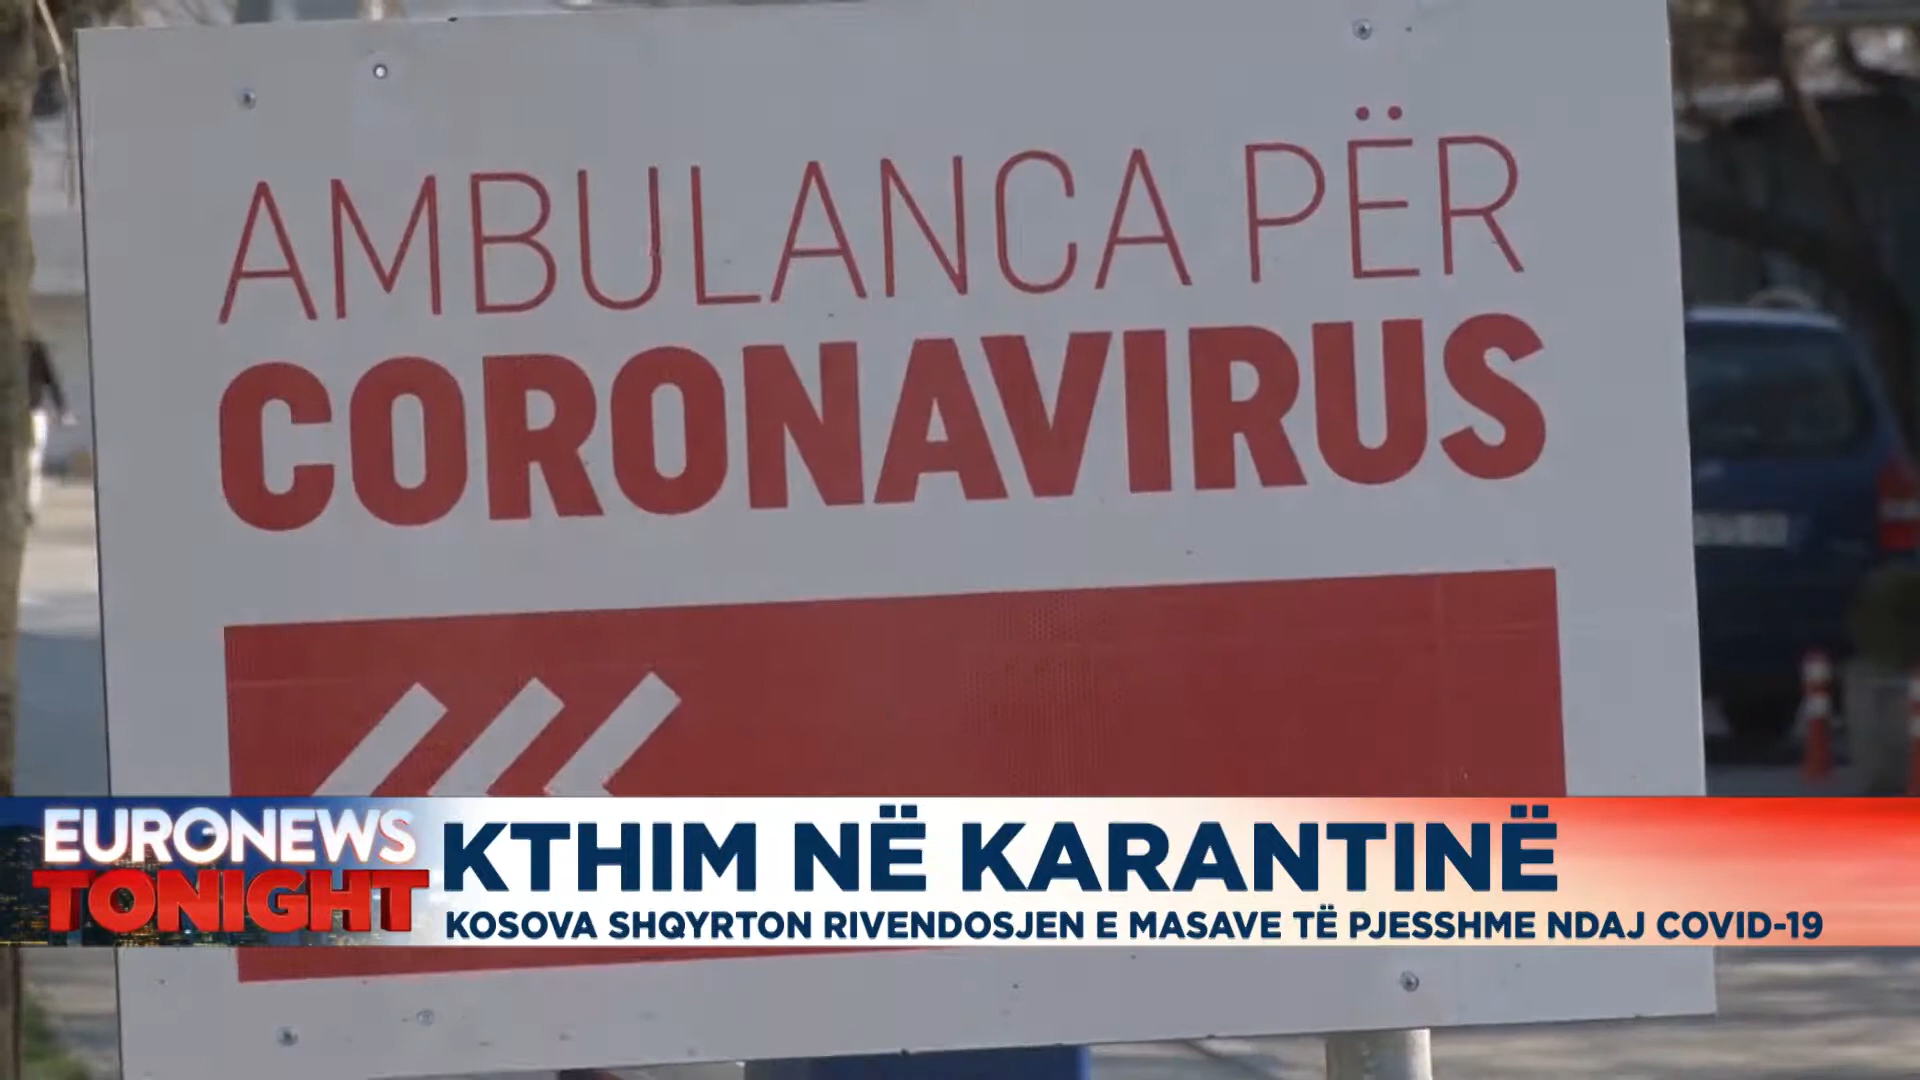 AMBULANCA PËR
CORONAVIRUS
EURONEWS
TONIGHT
KTHIM NË KARANTINË
KOSOVA SHQYRTON RIVENDOSJEN E MASAVE TË PJESSHME NDAJ COVID-19